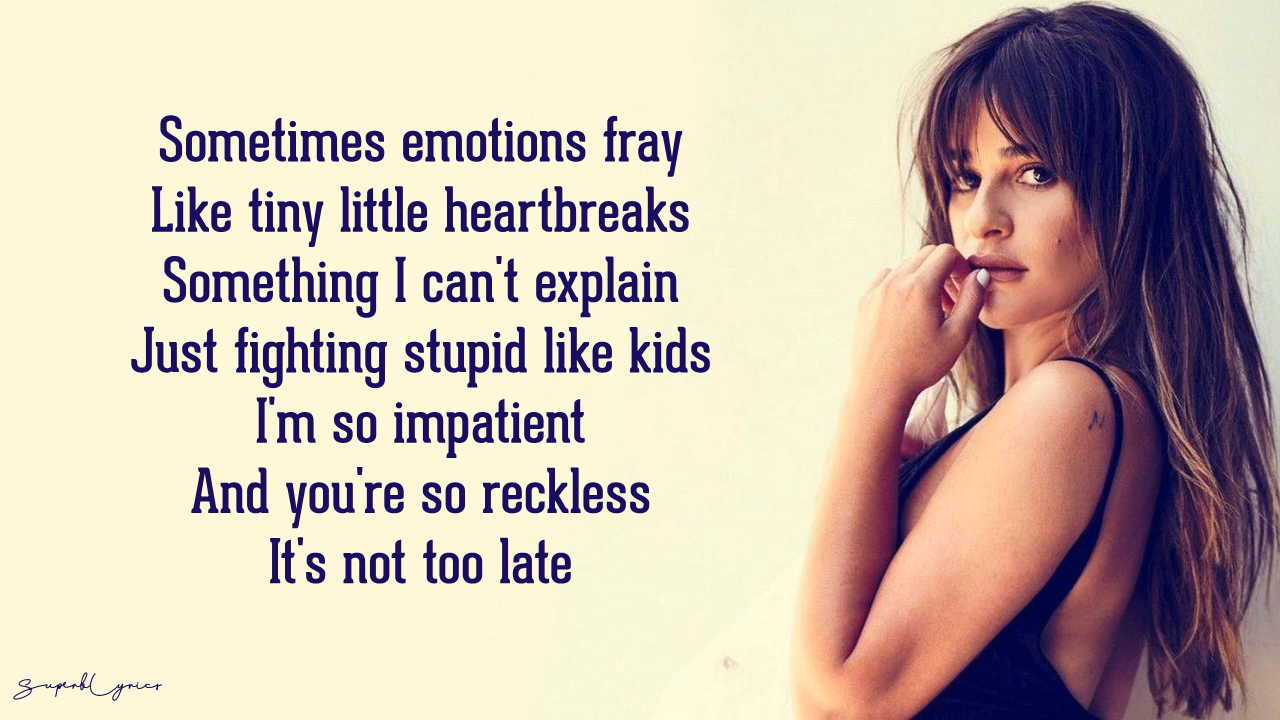 Sometimes emotions fray
Like tiny little heartbreaks
Something I can't explain
Just fighting stupid like kids
I'm so impatient
And you're so reckless
It's not too late
SuperbLyrics